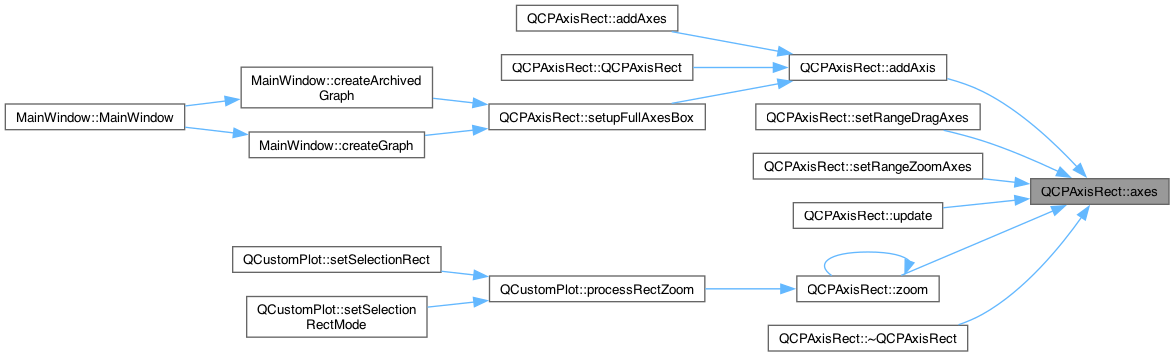 QCPAxisRect::addAxes
QCPAxisRect::QCPAxisRect
QCPAxisRect::addAxis
MainWindow::createArchived
Graph
MainWindow::MainWindow
QCPAxisRect::setupFullAxesBox
MainWindow::createGraph
QCPAxisRect::setRangeDragAxes
QCPAxisRect::setRangeZoomAxes
QCPAxisRect::axes
QCPAxisRect::update
QCustomPlot::setSelectionRect
QCustomPlot::processRectZoom
QCPAxisRect::zoom
QCustomPlot::setSelection
RectMode
QCPAxisRect::~QCPAxisRect